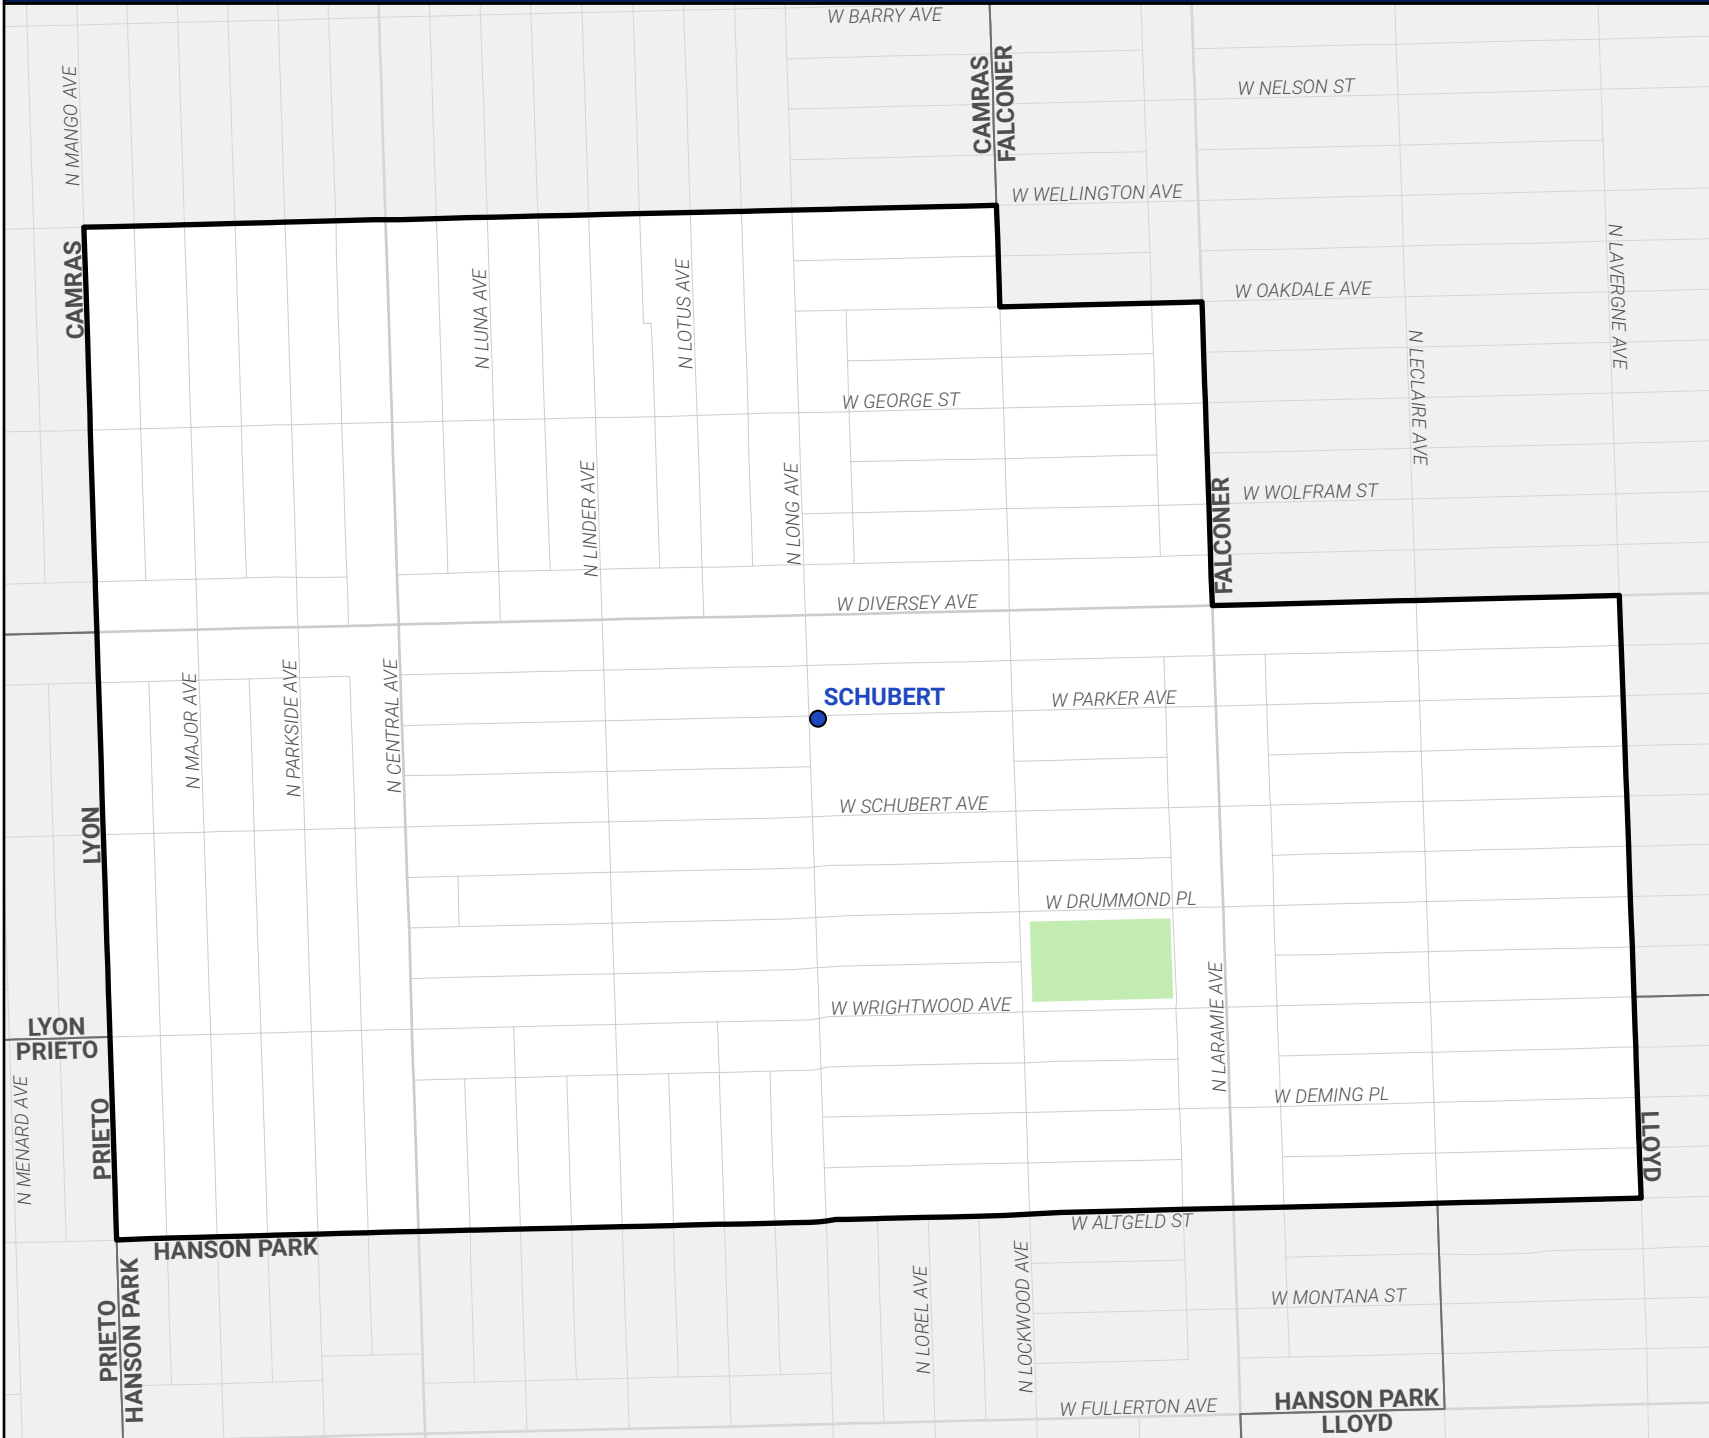 W BARRY AVE
CAMRAS
FALCONER
N MANGO AVE
W NELSON ST
W WELLINGTON AVE
CAMRAS
N LUNA AVE
N LOTUS AVE
W OAKDALE AVE
N LAVERGNE AVE
N LECLAIRE AVE
W GEORGE ST
N LINDER AVE
N LONG AVE
FALCONER
W WOLFRAM ST
W DIVERSEY AVE
N MAJOR AVE
N PARKSIDE AVE
N CENTRAL AVE
SCHUBERT
W PARKER AVE
LYON
W SCHUBERT AVE
W DRUMMOND PL
W WRIGHTWOOD AVE
N LARAMIE AVE
LYON
PRIETO
N MENARD AVE
PRIETO
W DEMING PL
LLOYD
HANSON PARK
W ALTGELD ST
PRIETO
HANSON PARK
N LOREL AVE
N LOCKWOOD AVE
W MONTANA ST
W FULLERTON AVE
HANSON PARK
LLOYD